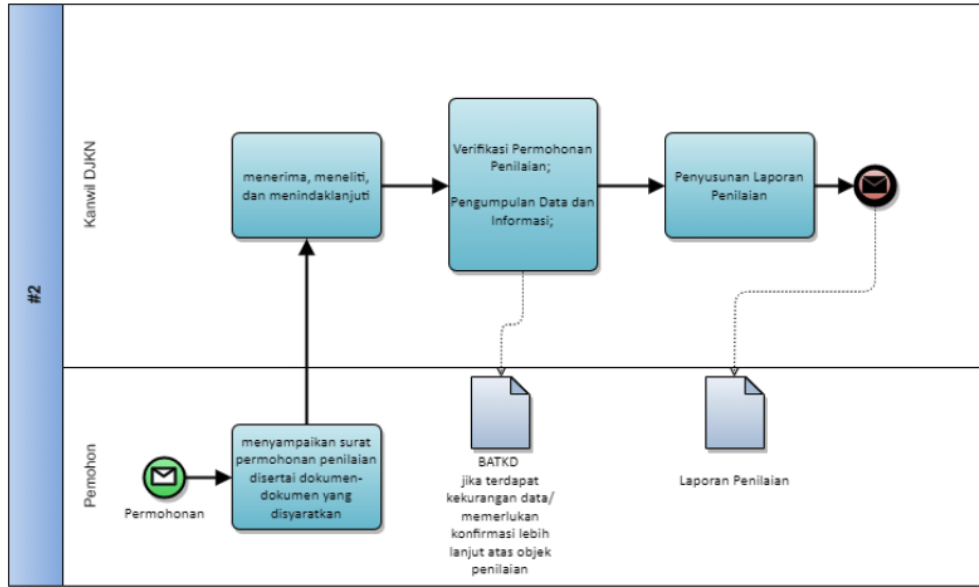 #2
Kanwil DJKN
menerima, meneliti,
dan menindaklanjuti
Verifikasi Permohonan
Penilaian;
Pengumpulan Data dan
Informasi;
Penyusunan Laporan
Penilaian
Pemohon
Permohonan
menyampaikan surat
permohonan penilaian
disertai dokumen-
dokumen yang
disyaratkan
BATKD
jika terdapat
kekurangan data/
memerlukan
konfirmasi lebih
lanjut atas objek
penilaian
Laporan Penilaian